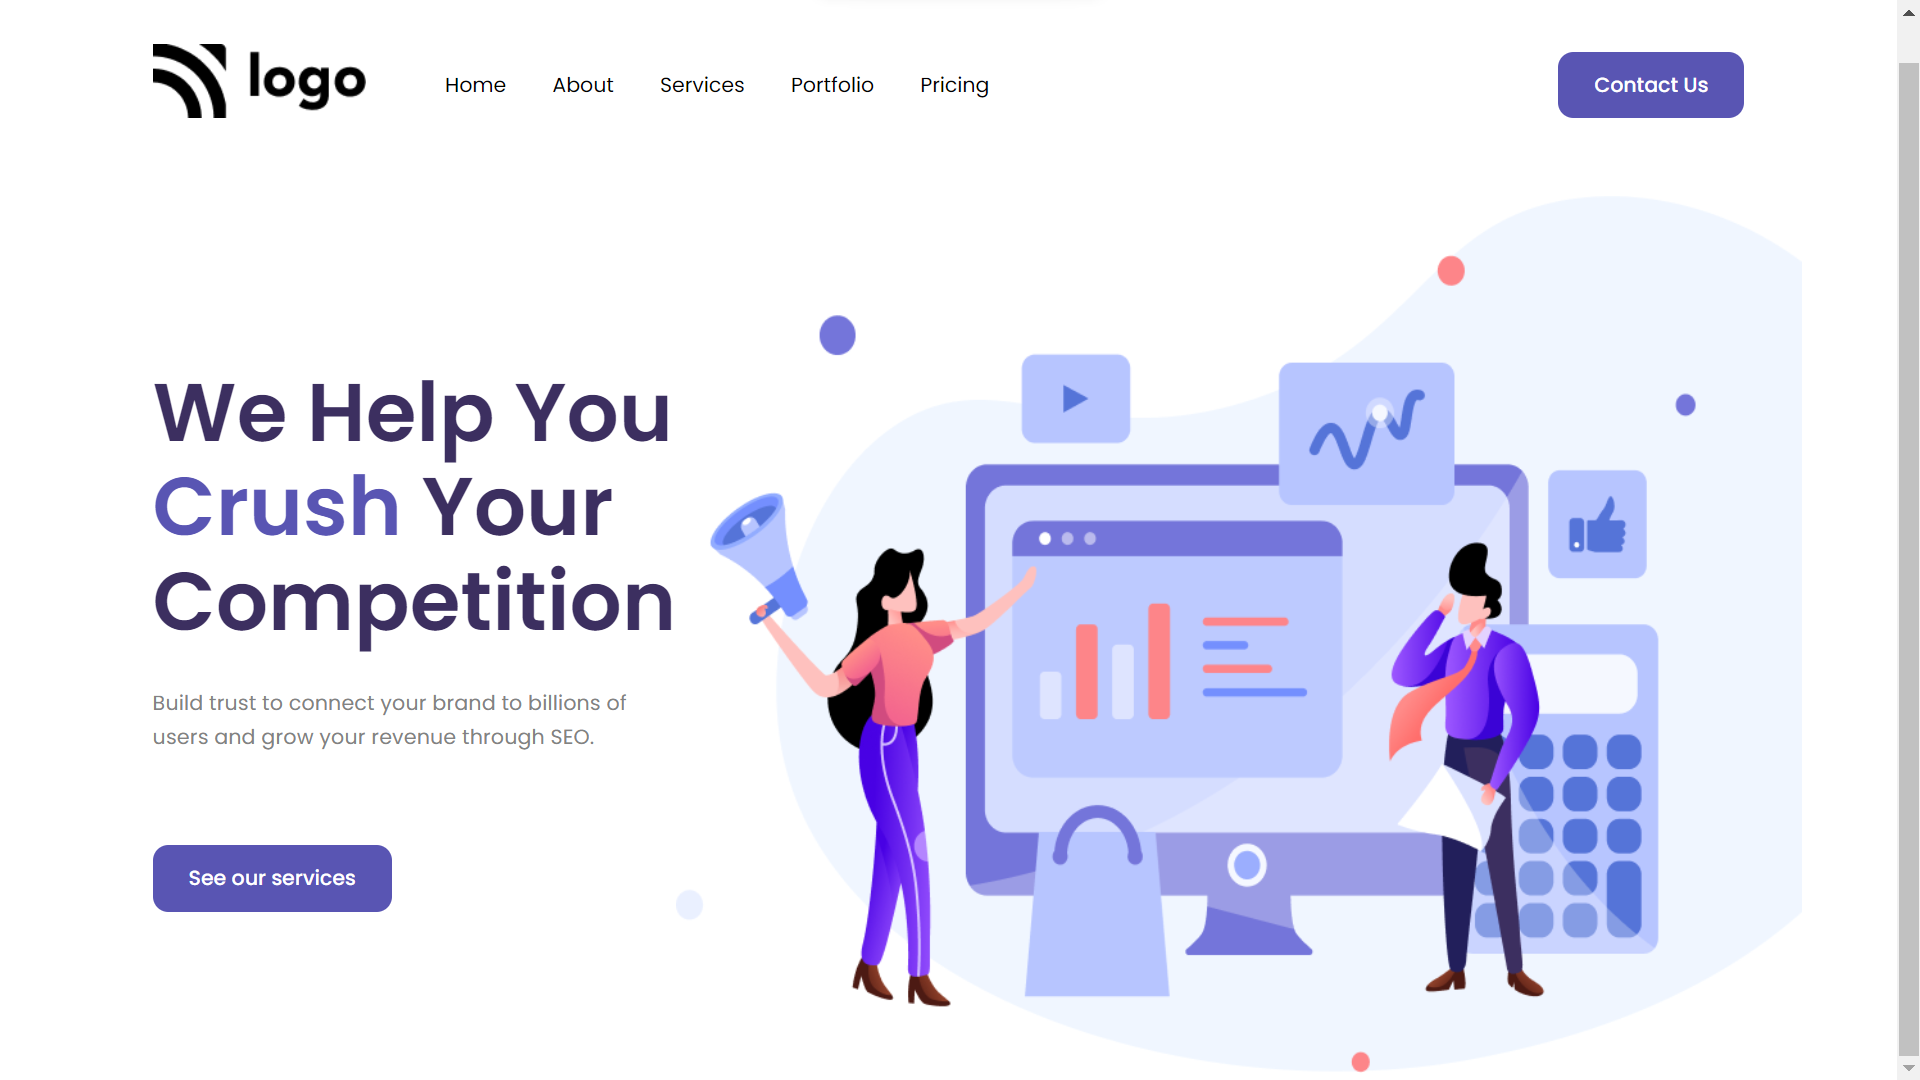 logo
Home About Services Portfolio Pricing
Contact Us
We Help You
Crush Your
Competition
Build trust to connect your brand to billions of
users and grow your revenue through SEO.
See our services